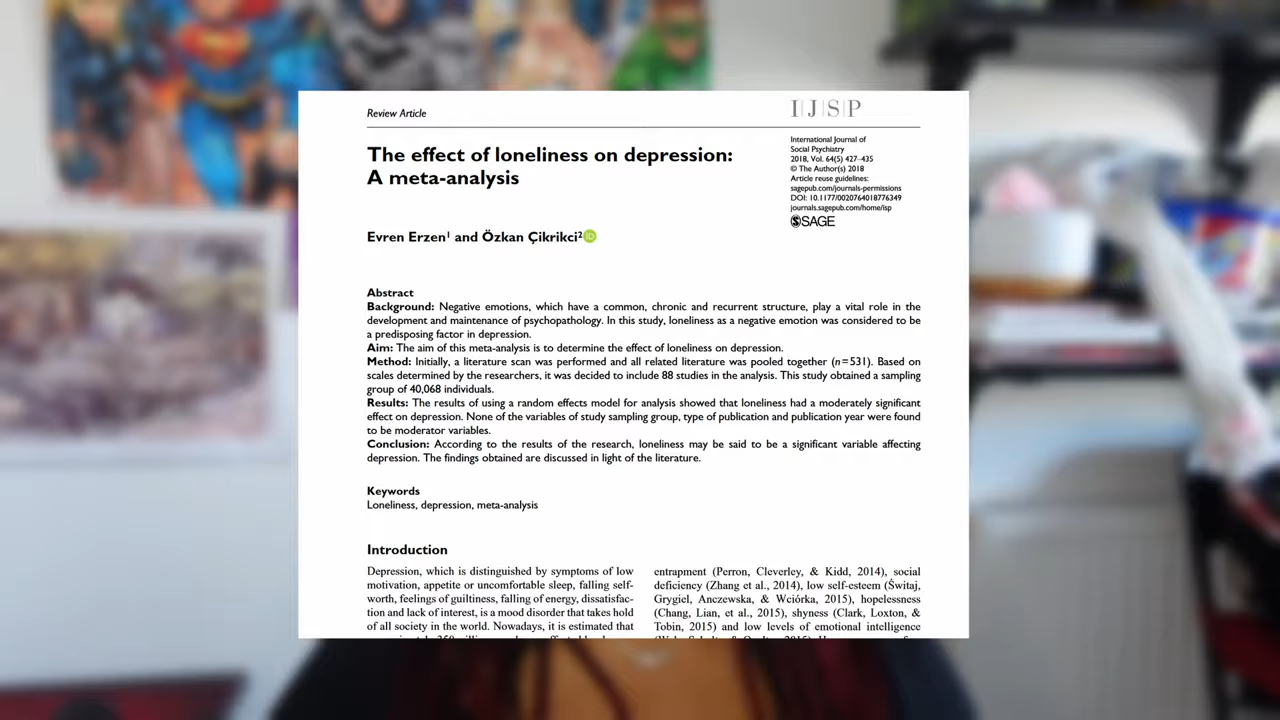 Review Article
IJSP
The effect of loneliness on depression:
A meta-analysis
International Journal of
Social Psychiatry
2018, Vol. 64(5) 427–435
© The Author(s) 2018
Article reuse guidelines:
sagepub.com/journals-permissions
DOI: 10.1177/0020764018776349
journals.sagepub.com/home/isp
SAGE
Evren Erzen¹ and Özkan Çikrikci² iD
Abstract
Background: Negative emotions, which have a common, chronic and recurrent structure, play a vital role in the
development and maintenance of psychopathology. In this study, loneliness as a negative emotion was considered to be
a predisposing factor in depression.
Aim: The aim of this meta-analysis is to determine the effect of loneliness on depression.
Method: Initially, a literature scan was performed and all related literature was pooled together (n=531). Based on
scales determined by the researchers, it was decided to include 88 studies in the analysis. This study obtained a sampling
group of 40,068 individuals.
Results: The results of using a random effects model for analysis showed that loneliness had a moderately significant
effect on depression. None of the variables of study sampling group, type of publication and publication year were found
to be moderator variables.
Conclusion: According to the results of the research, loneliness may be said to be a significant variable affecting
depression. The findings obtained are discussed in light of the literature.
Keywords
Loneliness, depression, meta-analysis
Introduction
Depression, which is distinguished by symptoms of low
motivation, appetite or uncomfortable sleep, falling self-
worth, feelings of guiltiness, falling of energy, dissatisfac-
tion and lack of interest, is a mood disorder that takes hold
of all society in the world. Nowadays, it is estimated that
entrapment (Perron, Cleverley, & Kidd, 2014), social
deficiency (Zhang et al., 2014), low self-esteem (Świtaj,
Grygiel, Anczewska, & Wciórka, 2015), hopelessness
(Chang, Lian, et al., 2015), shyness (Clark, Loxton, &
Tobin, 2015) and low levels of emotional intelligence